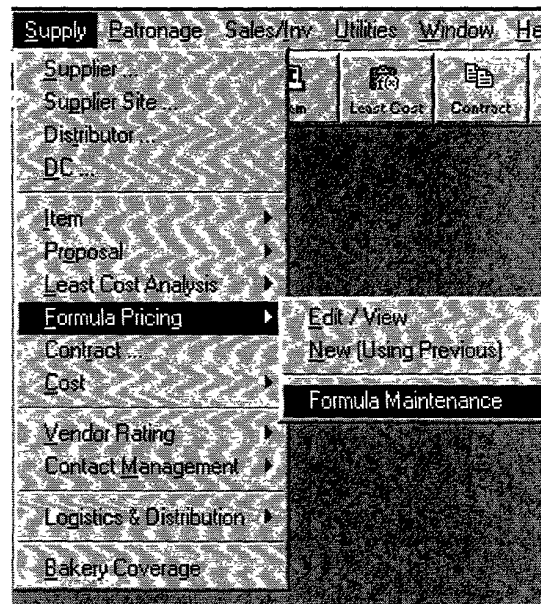 Supply Patronage Sales/Inv Utilities Window He
Least Cost Contract
Supplier ...
Supplier Site ...
Distributor ...
DC ...
Item
Proposal
Least Cost Analysis
Formula Pricing
Edit / View
Contract ...
New (Using Previous)
Cost
Formula Maintenance
Vendor Rating
Contact Management
Logistics & Distribution
Bakery Coverage